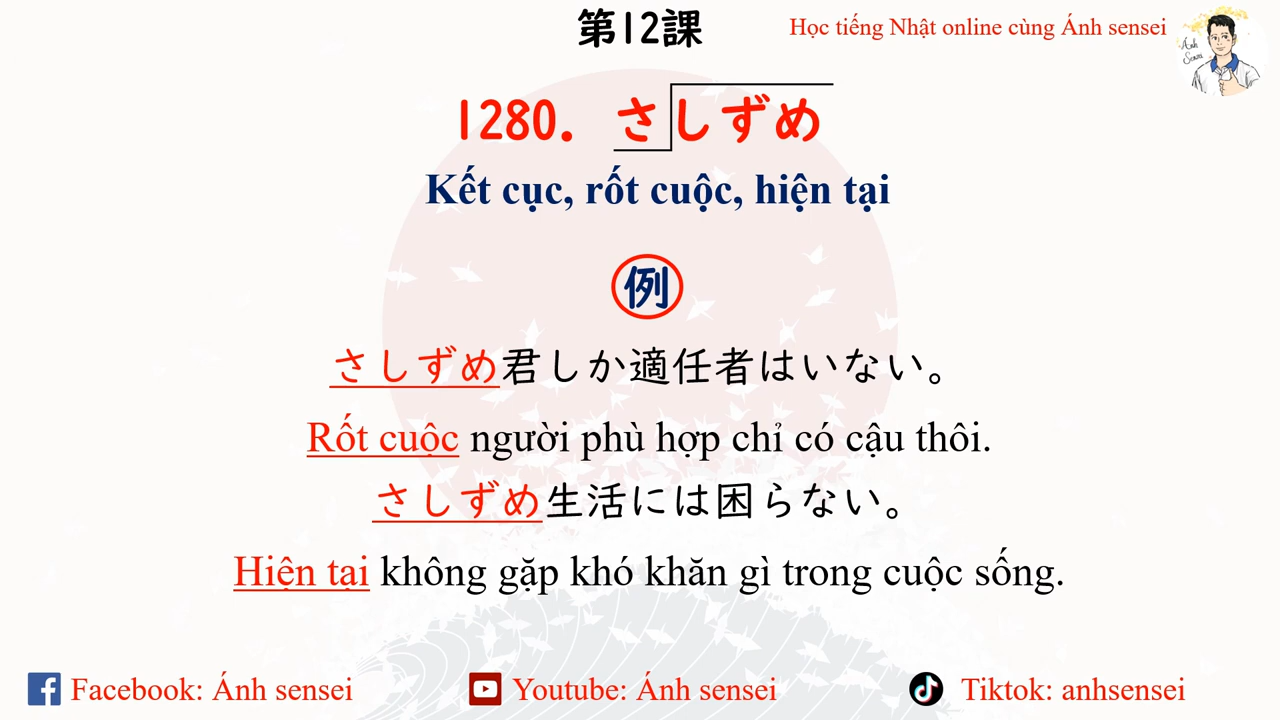 第12課
Học tiếng Nhật online cùng Ánh sensei
Ánh
Sensei
1280. さしずめ
Kết cục, rốt cuộc, hiện tại
例
さしずめ君しか適任者はいない。
Rốt cuộc người phù hợp chỉ có cậu thôi.
さしずめ生活には困らない。
Hiện tại không gặp khó khăn gì trong cuộc sống.
Facebook: Ánh sensei
Youtube: Ánh sensei
Tiktok: anhsensei